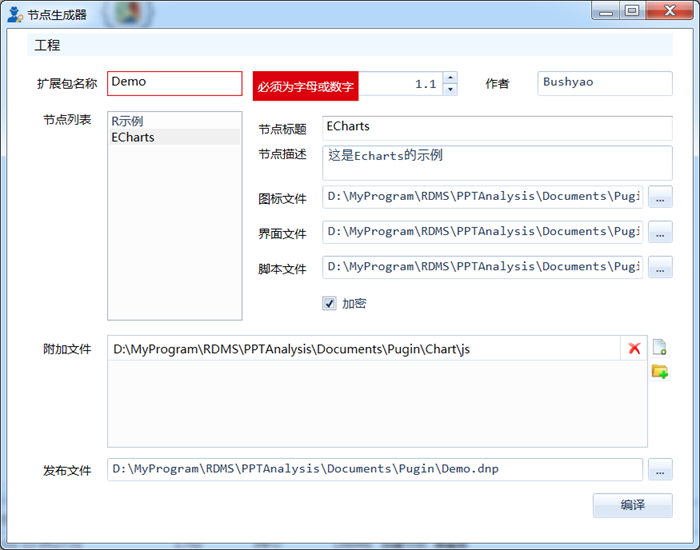 节点生成器
工程
扩展包名称 Demo 必须为字母或数字 1.1 作者 Bushyao
节点列表
R示例
ECharts
节点标题 ECharts
节点描述 这是Echarts的示例
图标文件 D:\MyProgram\RDMS\PPTAnalysis\Documents\Pugi ...
界面文件 D:\MyProgram\RDMS\PPTAnalysis\Documents\Pugi ...
脚本文件 D:\MyProgram\RDMS\PPTAnalysis\Documents\Pugi ...
加密
附加文件 D:\MyProgram\RDMS\PPTAnalysis\Documents\Pugin\Chart\js
发布文件 D:\MyProgram\RDMS\PPTAnalysis\Documents\Pugin\Demo.dnp ...
编译